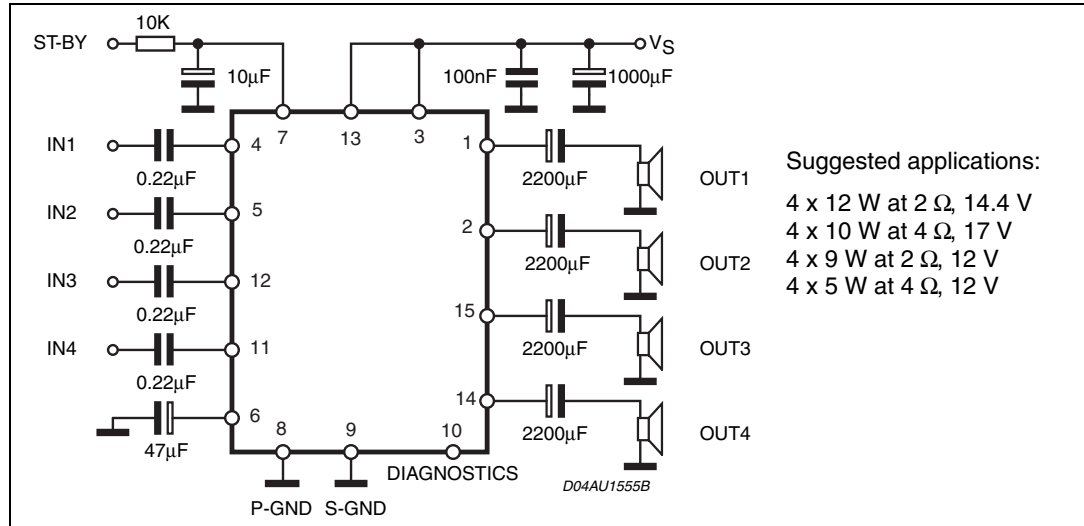 10K
ST-BY
VS
10μF
100nF
1000μF
7
13
3
IN1
4
1
0.22μF
2200μF
OUT1
IN2
5
2
0.22μF
2200μF
OUT2
IN3
12
15
0.22μF
2200μF
OUT3
IN4
11
14
0.22μF
2200μF
OUT4
6
47μF
8
9
10
DIAGNOSTICS
P-GND
S-GND
D04AU1555B
Suggested applications:
4 x 12 W at 2 Ω, 14.4 V
4 x 10 W at 4 Ω, 17 V
4 x 9 W at 2 Ω, 12 V
4 x 5 W at 4 Ω, 12 V